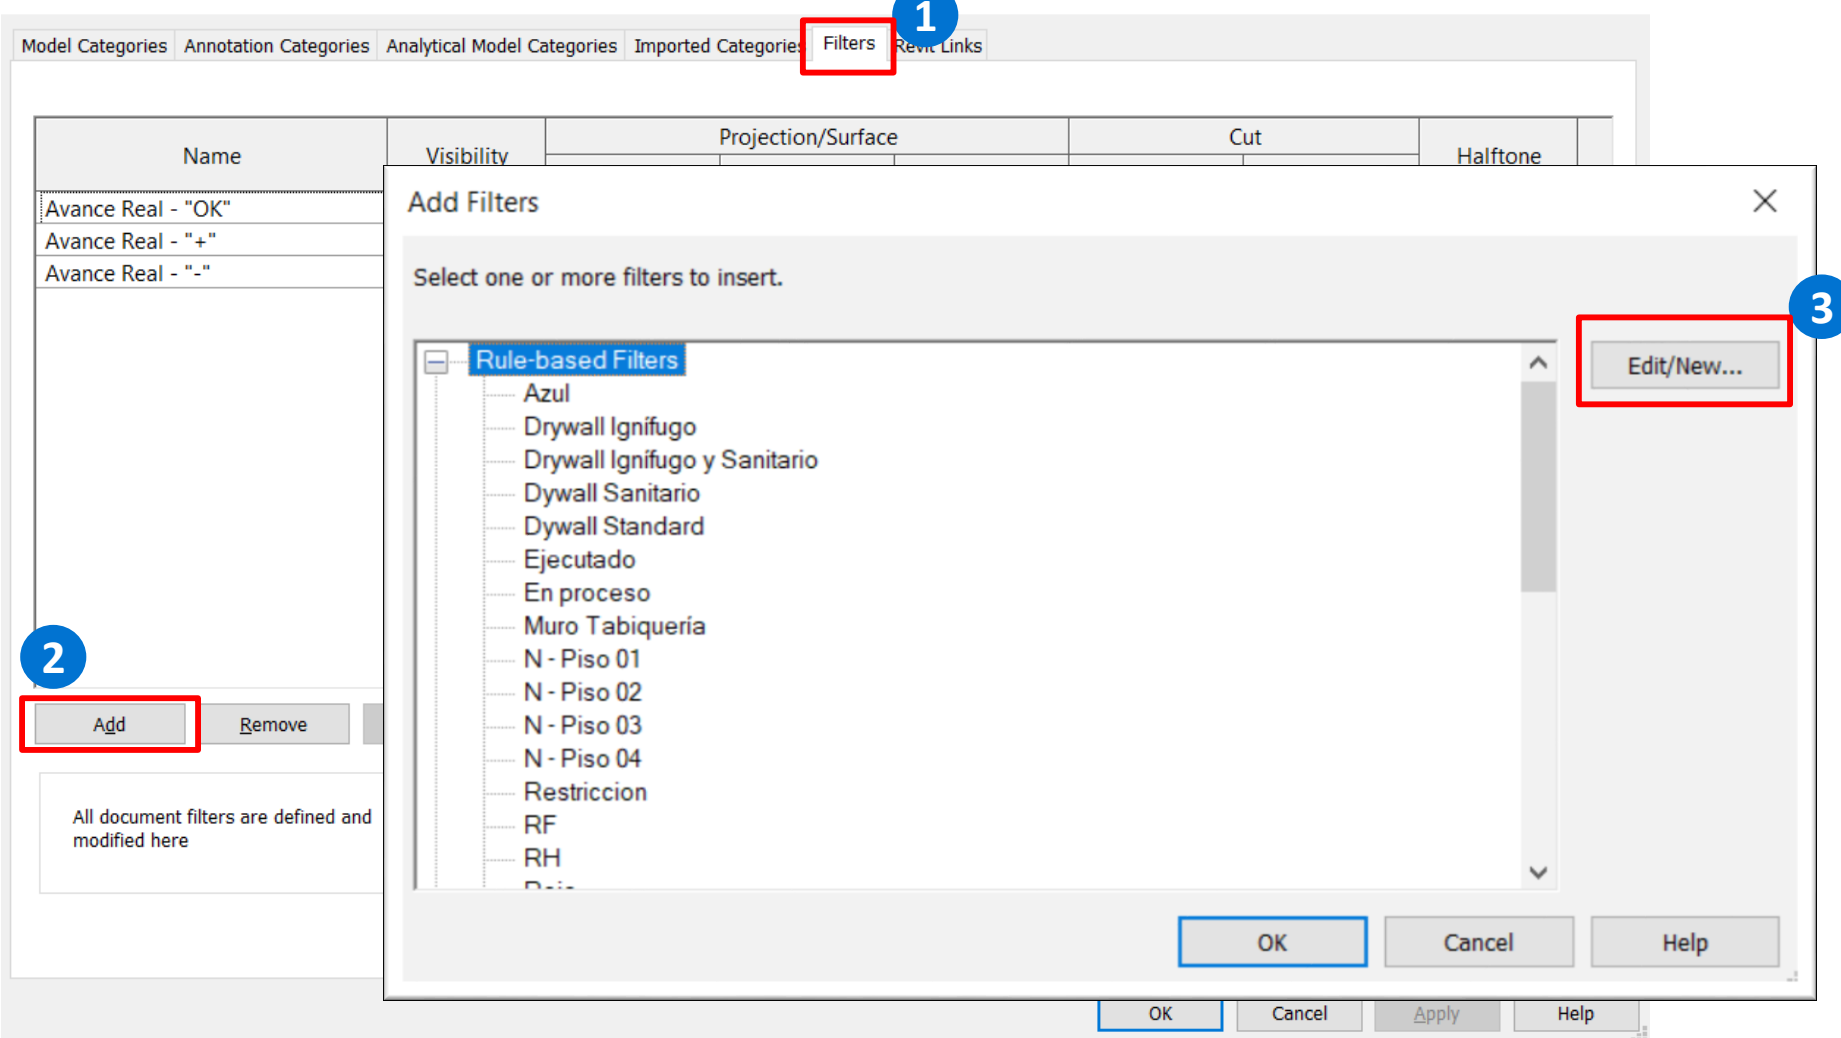 1
Model Categories Annotation Categories Analytical Model Categories Imported Categories Filters Revit Links
Name Visibility Projection/Surface Cut Halftone
Avance Real - "OK"
Avance Real - "+"
Avance Real - "-"
2
Add Remove
All document filters are defined and
modified here
Add Filters
Select one or more filters to insert.
3
Edit/New...
Rule-based Filters
Azul
Drywall Ignífugo
Drywall Ignífugo y Sanitario
Dywall Sanitario
Dywall Standard
Ejecutado
En proceso
Muro Tabiquería
N - Piso 01
N - Piso 02
N - Piso 03
N - Piso 04
Restriccion
RF
RH
OK Cancel Help
OK Cancel Apply Help